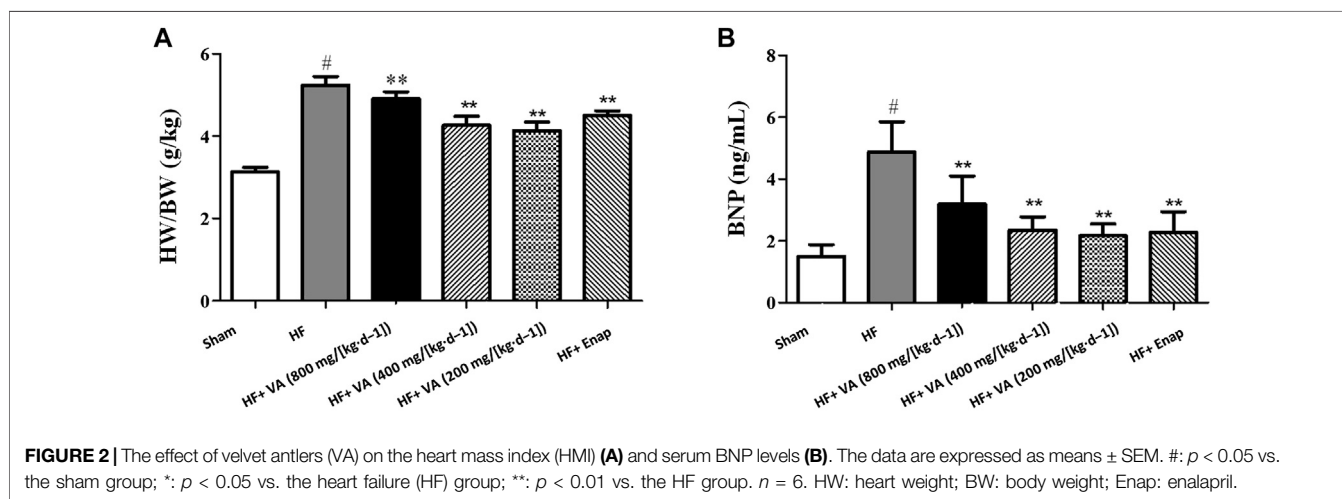 A
HW/BW (g/kg)
6
4
2
0
#
**
**
**
**
Sham
HF
HF+ VA (800 mg/[kg·d–1])
HF+ VA (400 mg/[kg·d–1])
HF+ VA (200 mg/[kg·d–1])
HF+ Enap
B
BNP (ng/mL)
8
6
4
2
0
#
**
**
**
**
Sham
HF
HF+ VA (800 mg/[kg·d–1])
HF+ VA (400 mg/[kg·d–1])
HF+ VA (200 mg/[kg·d–1])
HF+ Enap
FIGURE 2 | The effect of velvet antlers (VA) on the heart mass index (HMI) (A) and serum BNP levels (B). The data are expressed as means ± SEM. #: p < 0.05 vs.
the sham group; *: p < 0.05 vs. the heart failure (HF) group; **: p < 0.01 vs. the HF group. n = 6. HW: heart weight; BW: body weight; Enap: enalapril.